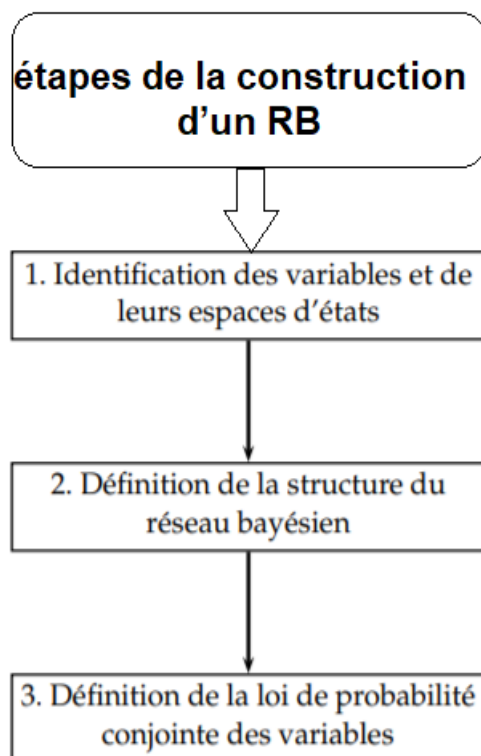 étapes de la construction
d'un RB
1. Identification des variables et de
leurs espaces d'états
2. Définition de la structure du
réseau bayésien
3. Définition de la loi de probabilité
conjointe des variables